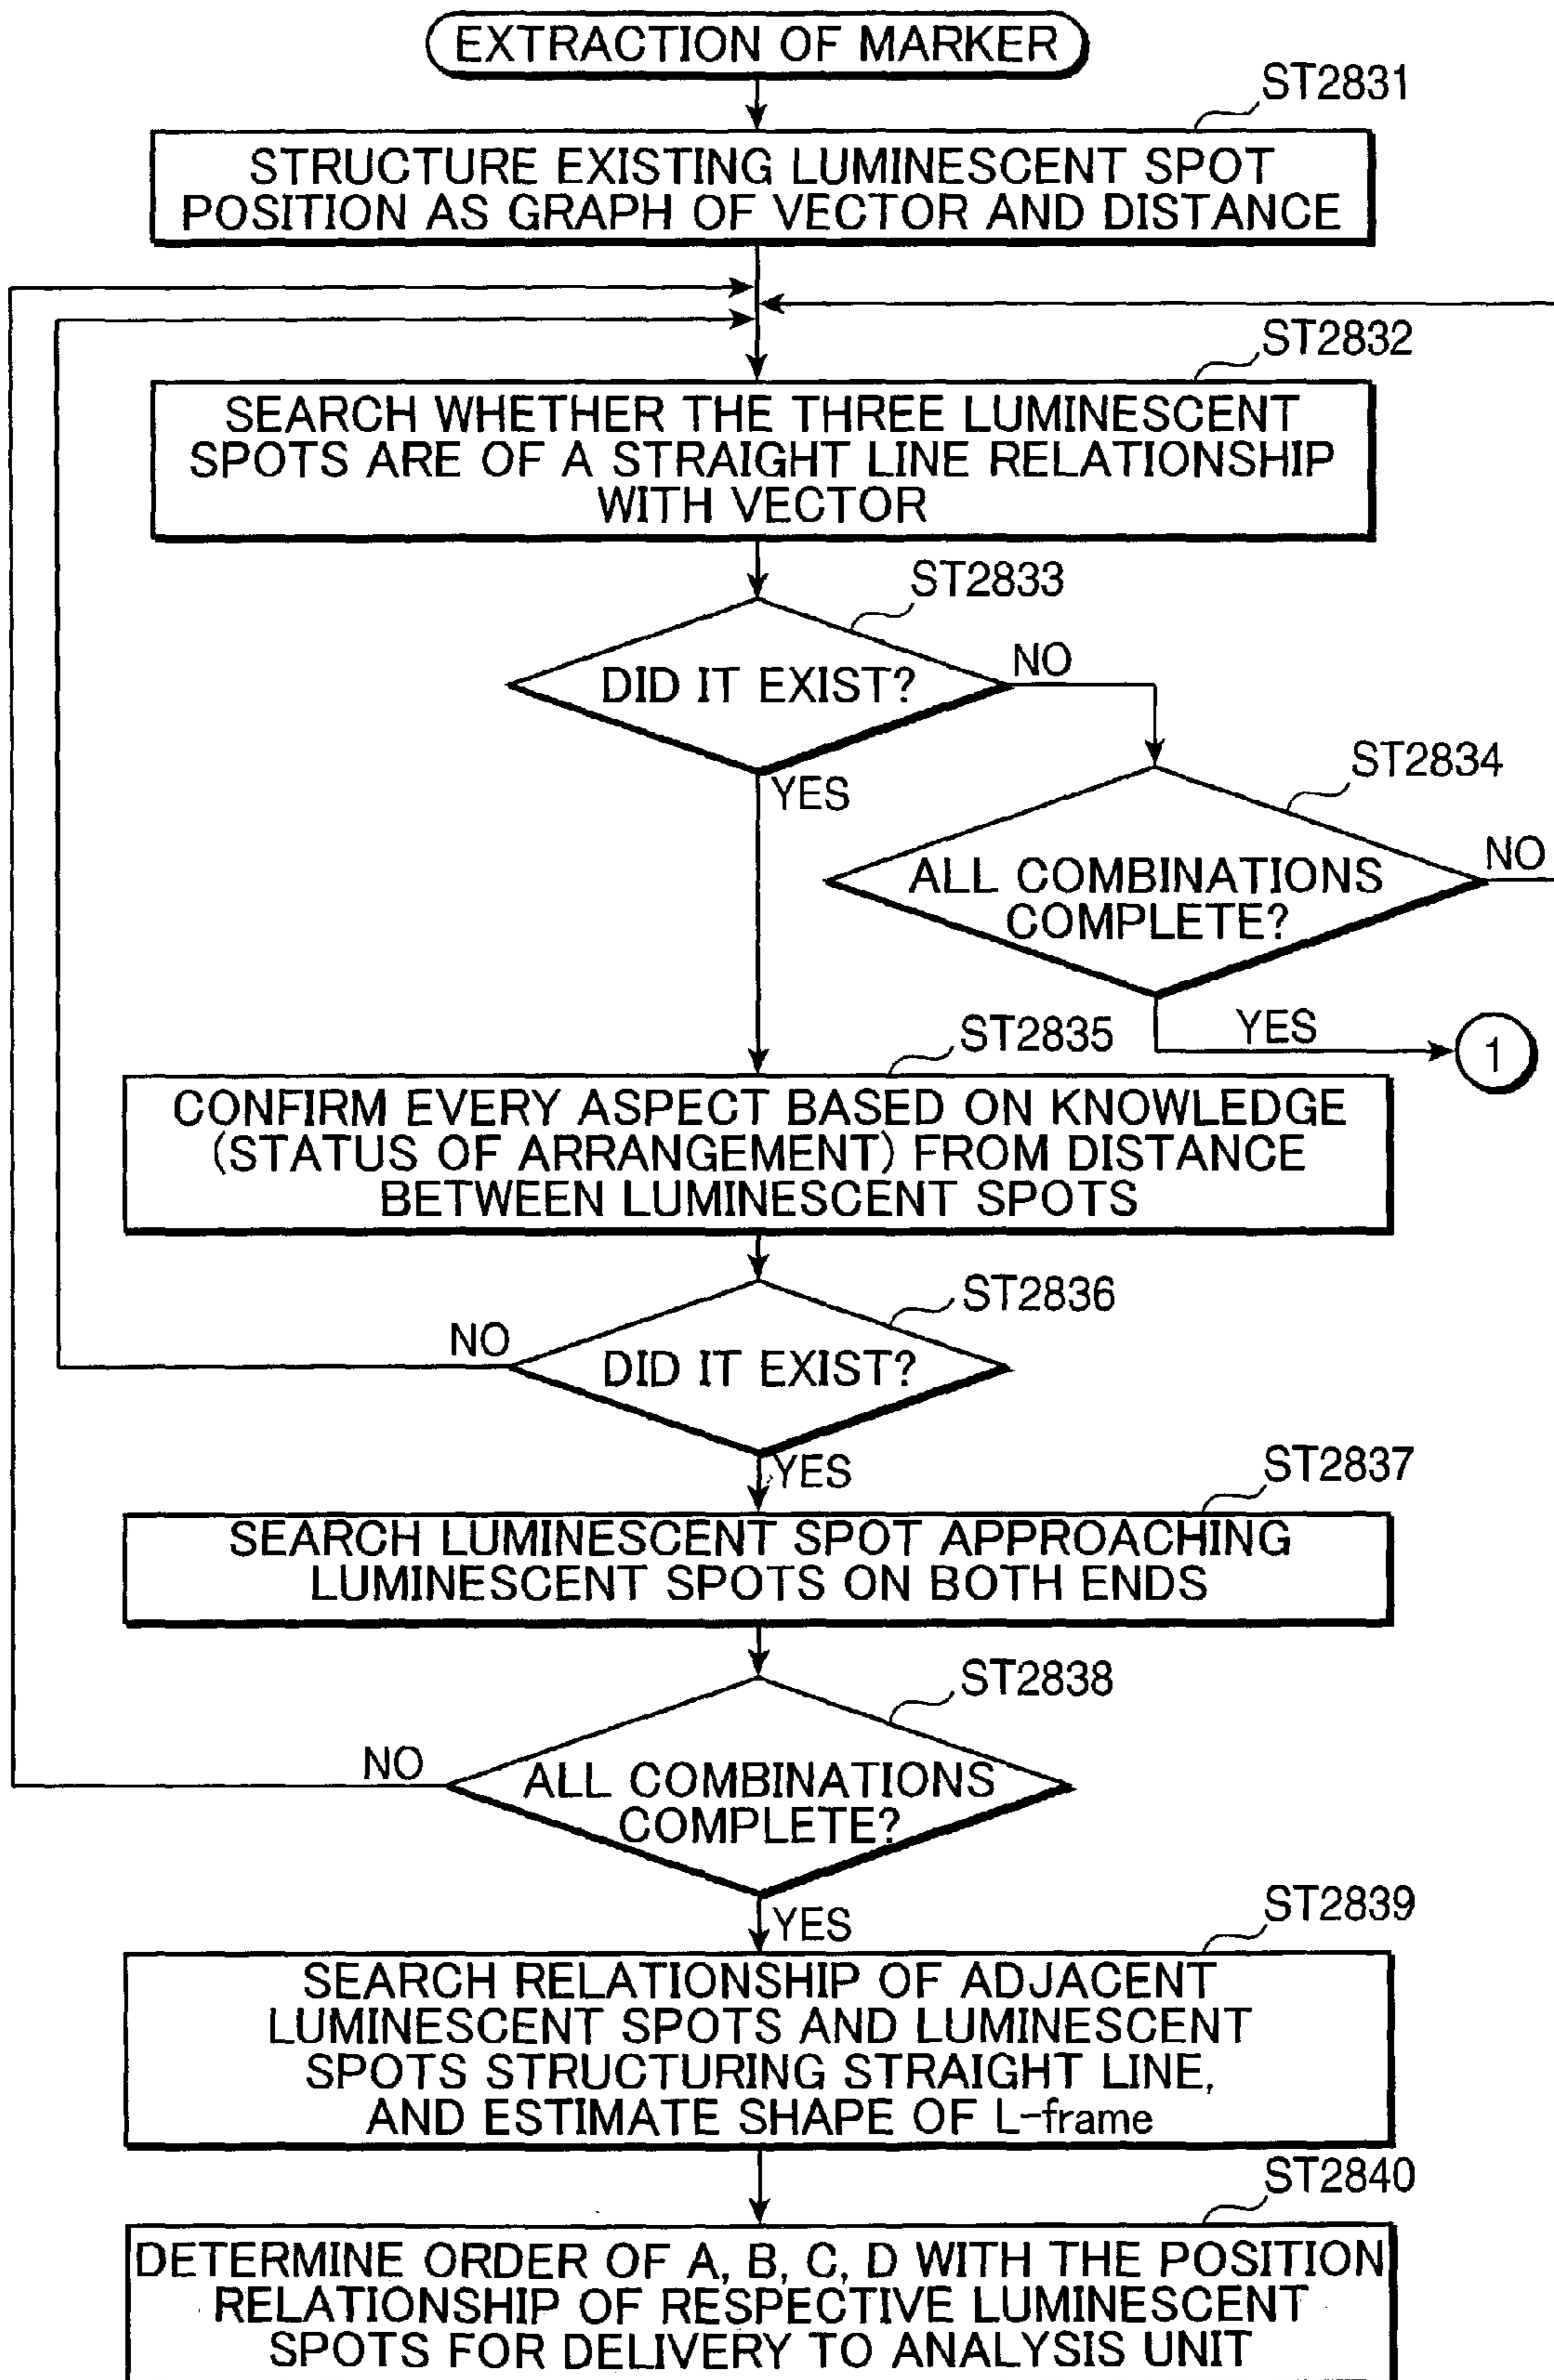 EXTRACTION OF MARKER
ST2831
STRUCTURE EXISTING LUMINESCENT SPOT
POSITION AS GRAPH OF VECTOR AND DISTANCE
ST2832
SEARCH WHETHER THE THREE LUMINESCENT
SPOTS ARE OF A STRAIGHT LINE RELATIONSHIP
WITH VECTOR
ST2833
DID IT EXIST?
NO
YES
ST2834
ALL COMBINATIONS
COMPLETE?
NO
YES
1
ST2835
CONFIRM EVERY ASPECT BASED ON KNOWLEDGE
(STATUS OF ARRANGEMENT) FROM DISTANCE
BETWEEN LUMINESCENT SPOTS
ST2836
NO
DID IT EXIST?
YES
ST2837
SEARCH LUMINESCENT SPOT APPROACHING
LUMINESCENT SPOTS ON BOTH ENDS
ST2838
NO
ALL COMBINATIONS
COMPLETE?
YES
ST2839
SEARCH RELATIONSHIP OF ADJACENT
LUMINESCENT SPOTS AND LUMINESCENT
SPOTS STRUCTURING STRAIGHT LINE,
AND ESTIMATE SHAPE OF L-frame
ST2840
DETERMINE ORDER OF A, B, C, D WITH THE POSITION
RELATIONSHIP OF RESPECTIVE LUMINESCENT
SPOTS FOR DELIVERY TO ANALYSIS UNIT